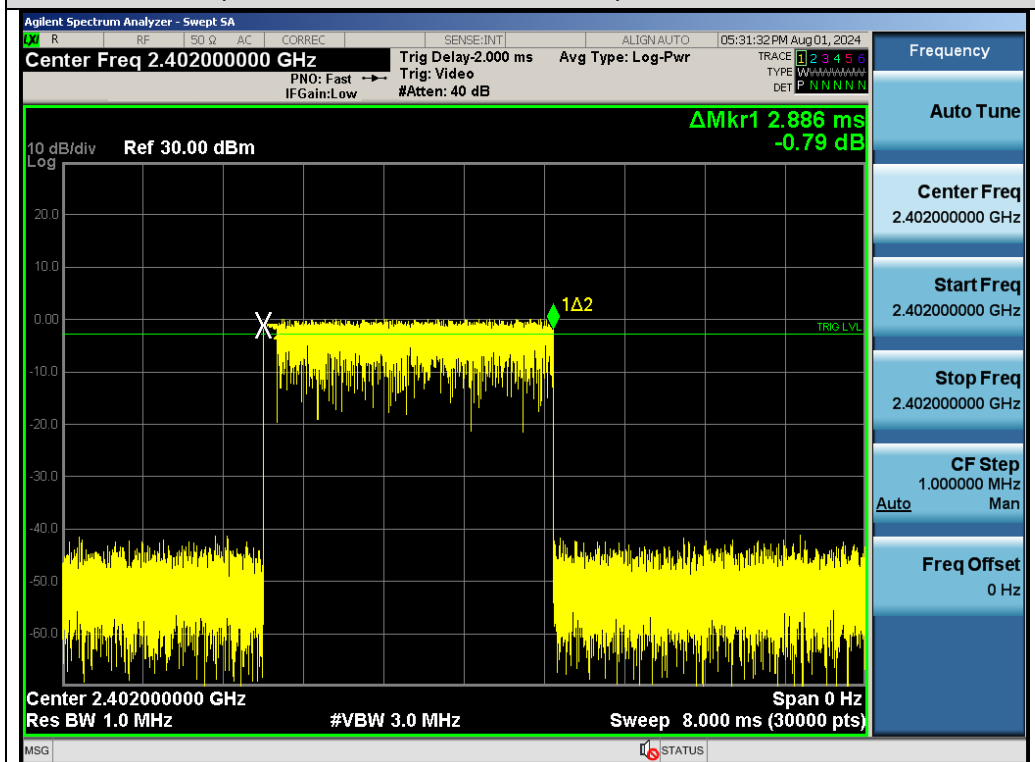 Agilent Spectrum Analyzer - Swept SA
LXI R RF 50 Ω AC CORREC SENSE:INT ALIGN AUTO 05:31:32 PM Aug 01, 2024
Center Freq 2.402000000 GHz
PNO: Fast
IFGain:Low
Trig Delay-2.000 ms
Trig: Video
#Atten: 40 dB
Avg Type: Log-Pwr
TRACE 1 2 3 4 5 6
TYPE WWWWWW
DET P N N N N N
ΔMkr1 2.886 ms
-0.79 dB
10 dB/div Ref 30.00 dBm
Log
20.0
10.0
0.00
-10.0
-20.0
-30.0
-40.0
-50.0
-60.0
1Δ2
TRIG LVL
Center 2.402000000 GHz Span 0 Hz
Res BW 1.0 MHz #VBW 3.0 MHz Sweep 8.000 ms (30000 pts)
MSG STATUS
Frequency
Auto Tune
Center Freq
2.402000000 GHz
Start Freq
2.402000000 GHz
Stop Freq
2.402000000 GHz
CF Step
1.000000 MHz
Auto Man
Freq Offset
0 Hz